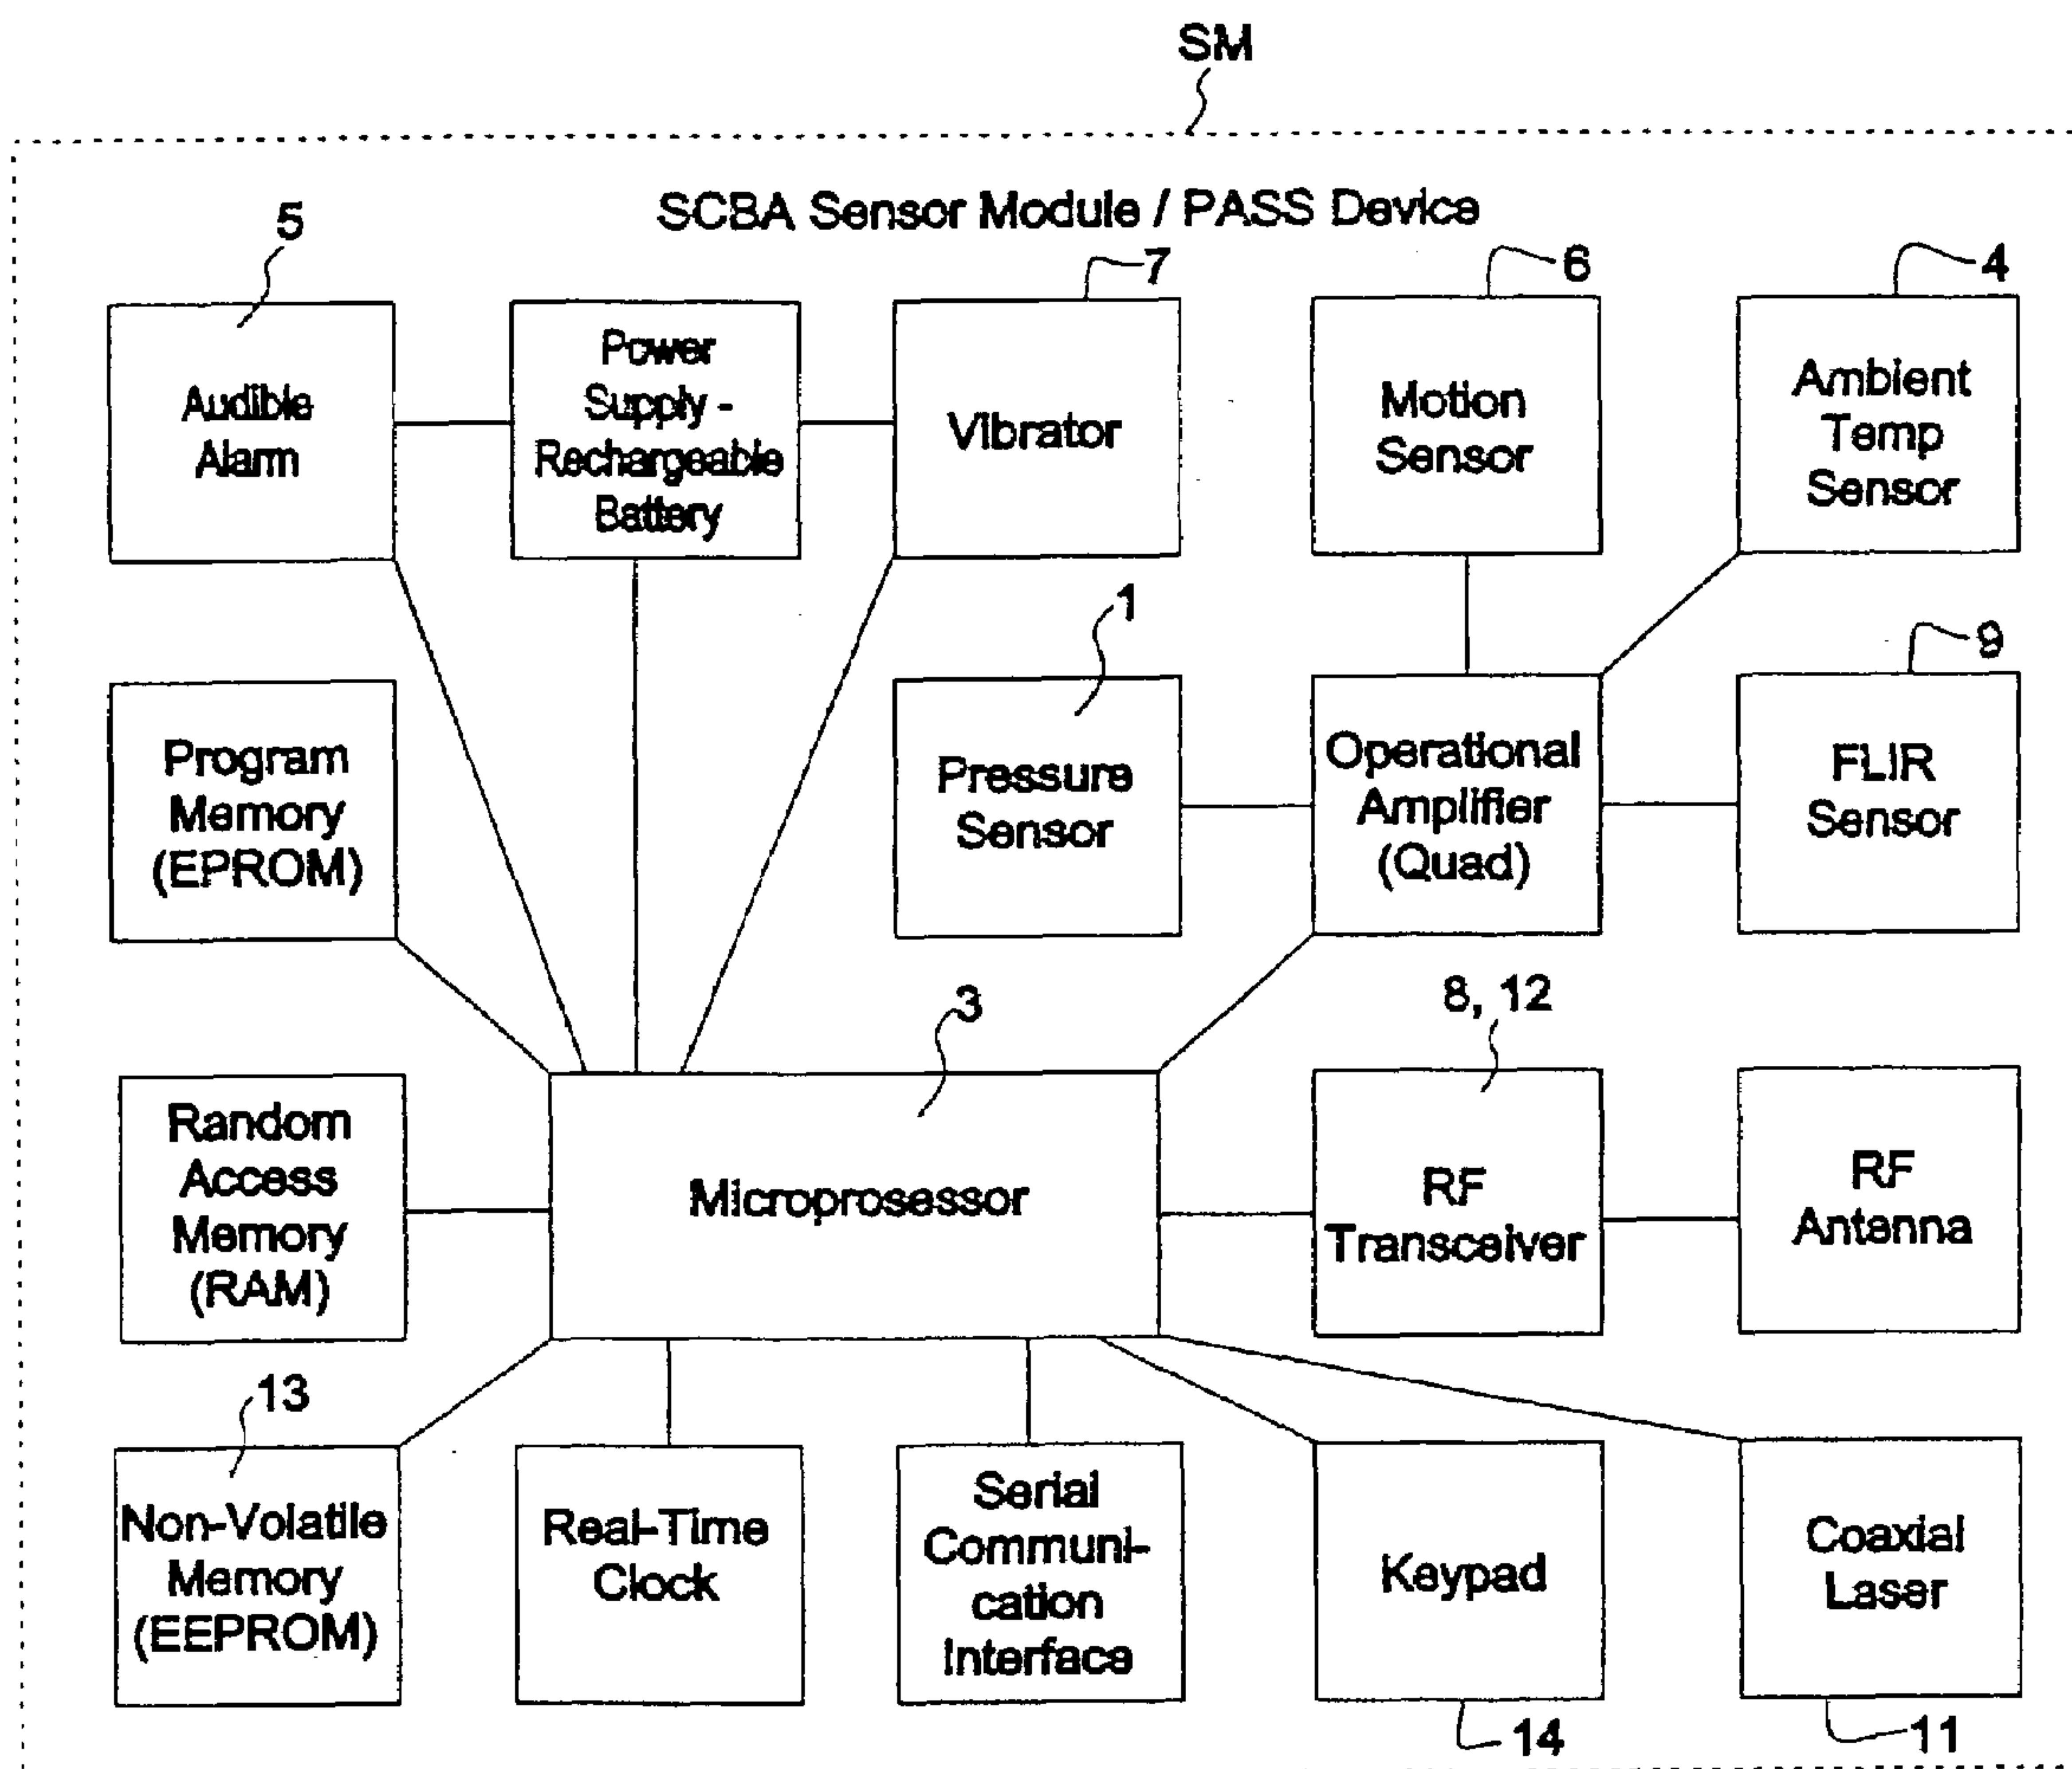 SM
SCBA Sensor Module / PASS Device
5
7
6
4
Audible
Alarm
Power
Supply -
Rechargeable
Battery
Vibrator
Motion
Sensor
Ambient
Temp
Sensor
1
9
Program
Memory
(EPROM)
Pressure
Sensor
Operational
Amplifier
(Quad)
FLIR
Sensor
3
8, 12
Random
Access
Memory
(RAM)
Microprosessor
RF
Transceiver
RF
Antenna
13
Non-Volatile
Memory
(EEPROM)
Real-Time
Clock
Serial
Communi-
cation
Interface
Keypad
Coaxial
Laser
14
11